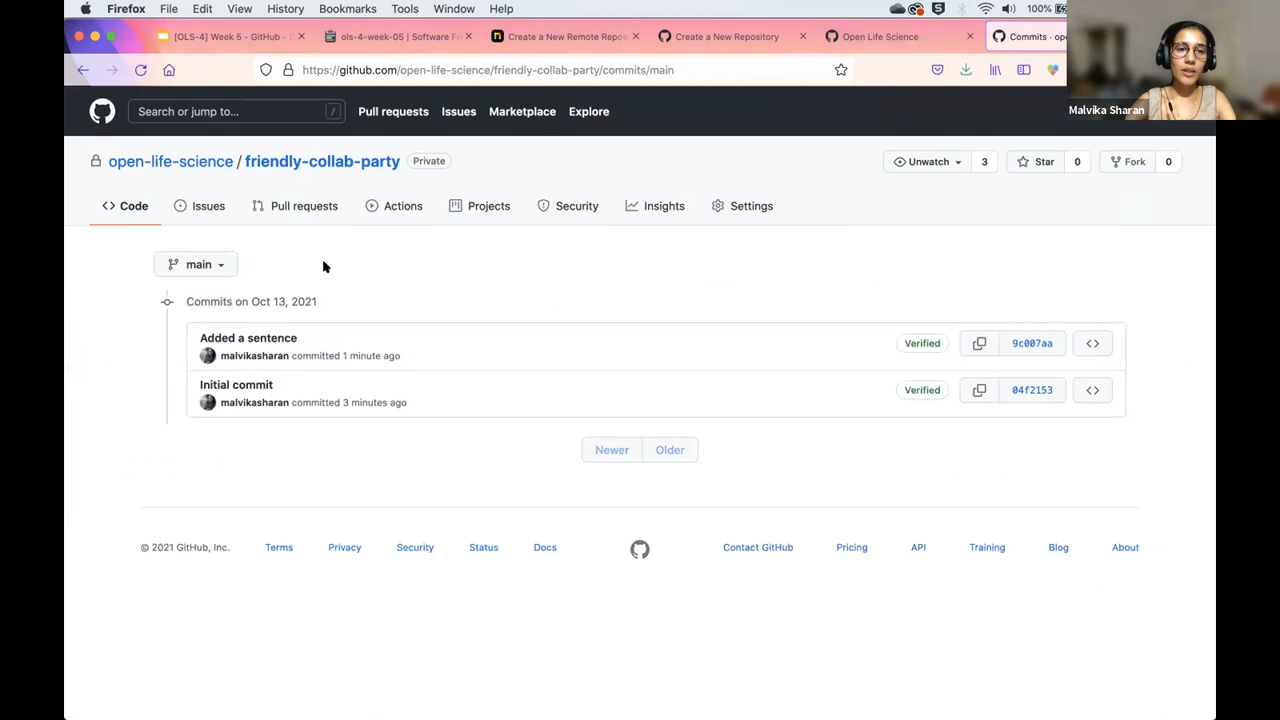 Firefox File Edit View History Bookmarks Tools Window Help 100%
[OLS-4] Week 5 - GitHub - ols-4-week-05 | Software Fr Create a New Remote Repos Create a New Repository Open Life Science Commits · ope
https://github.com/open-life-science/friendly-collab-party/commits/main
Malvika Sharan
Search or jump to... / Pull requests Issues Marketplace Explore
open-life-science / friendly-collab-party Private Unwatch 3 Star 0 Fork 0
Code Issues Pull requests Actions Projects Security Insights Settings
main
Commits on Oct 13, 2021
Added a sentence
malvikasharan committed 1 minute ago Verified 9c007aa
Initial commit
malvikasharan committed 3 minutes ago Verified 04f2153
Newer Older
© 2021 GitHub, Inc. Terms Privacy Security Status Docs Contact GitHub Pricing API Training Blog About